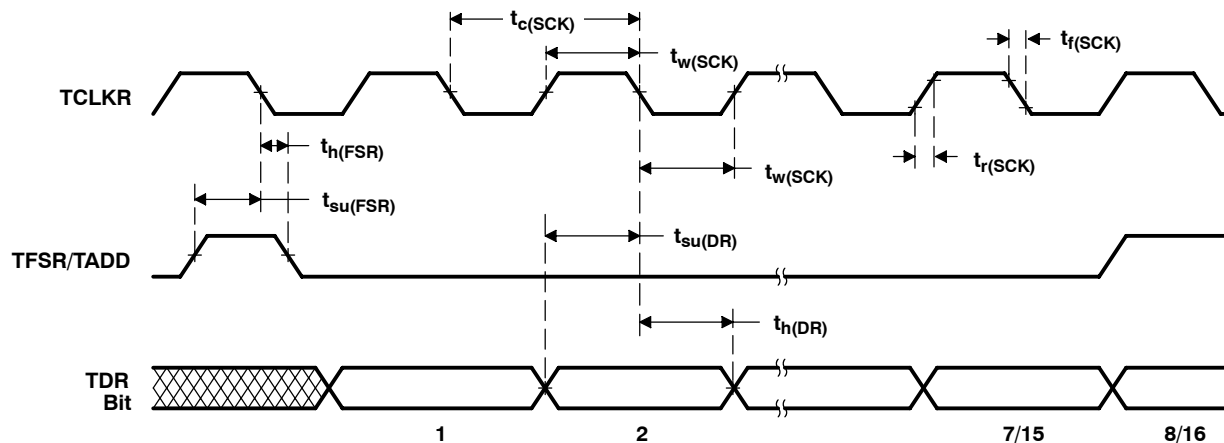 tc(SCK)
tw(SCK)
tf(SCK)
TCLKR
th(FSR)
tw(SCK)
tr(SCK)
tsu(FSR)
tsu(DR)
TFSR/TADD
th(DR)
TDR
Bit
1 2 7/15 8/16